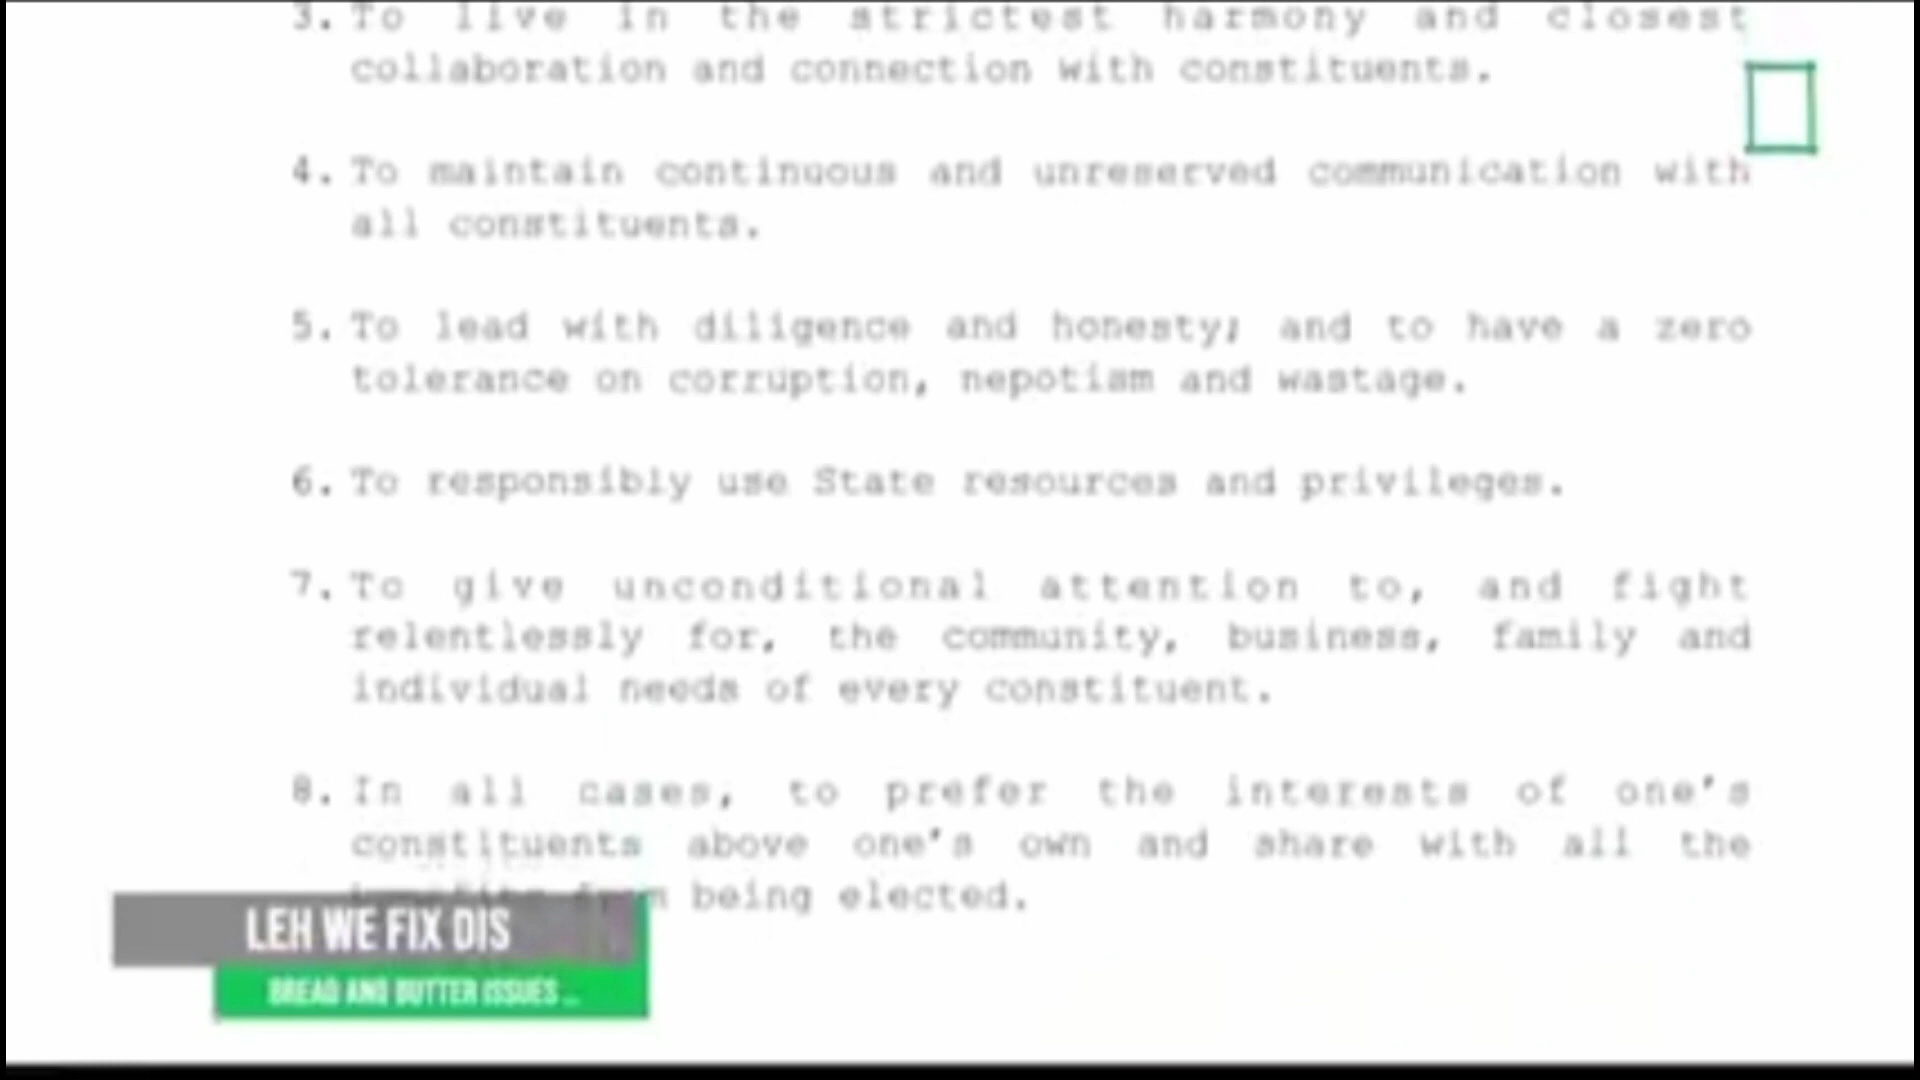 3. To live in the strictest harmony and closest
collaboration and connection with constituents.
4. To maintain continuous and unreserved communication with
all constituents.
5. To lead with diligence and honesty; and to have a zero
tolerance on corruption, nepotism and wastage.
6. To responsibly use State resources and privileges.
7. To give unconditional attention to, and fight
relentlessly for, the community, business, family and
individual needs of every constituent.
8. In all cases, to prefer the interests of one's
constituents above one's own and share with all the
being elected.
LEH WE FIX DIS
BREAD AND BUTTER ISSUES ...